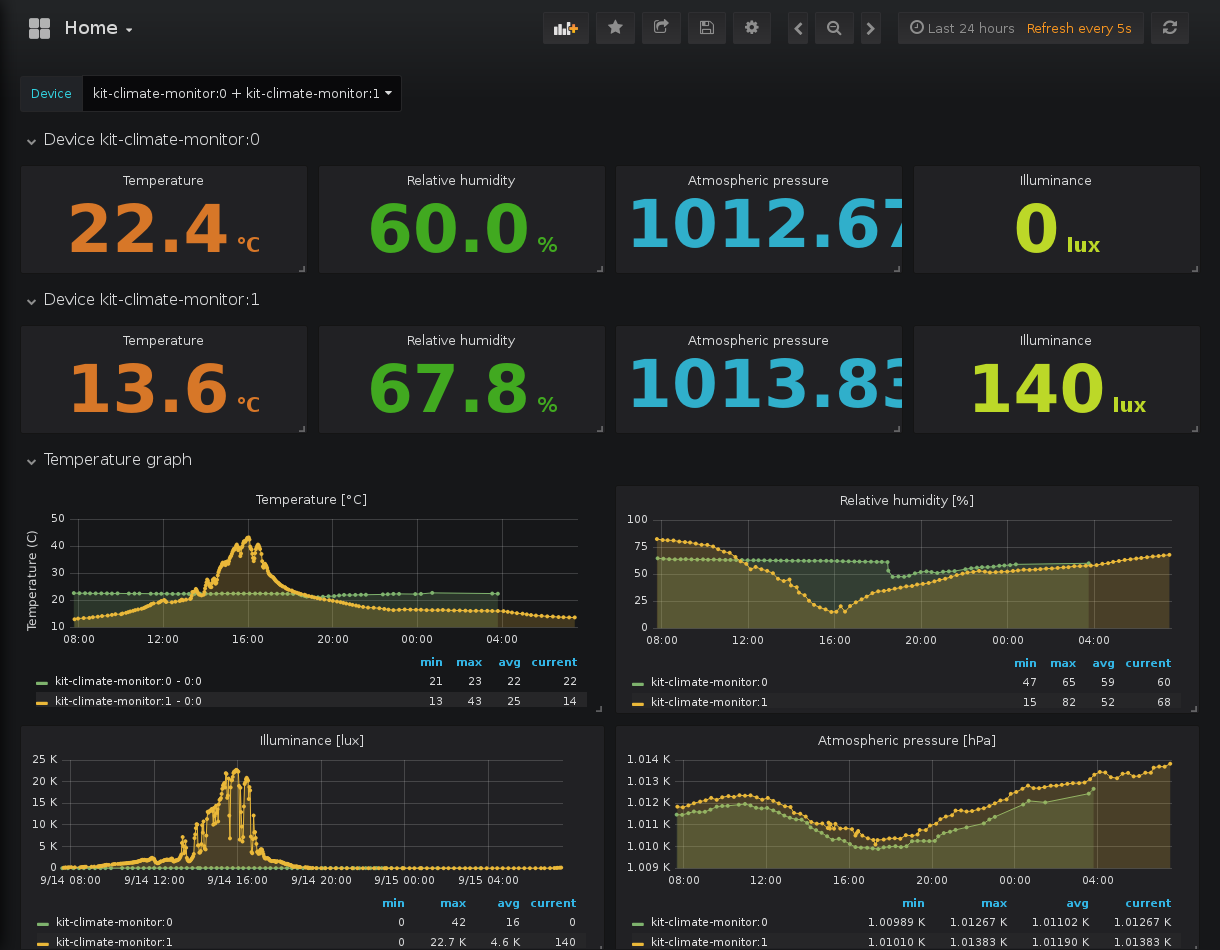 Home
Last 24 hours Refresh every 5s
Device kit-climate-monitor:0 + kit-climate-monitor:1
Device kit-climate-monitor:0
Temperature Relative humidity Atmospheric pressure Illuminance
22.4 °C 60.0 % 1012.67 0 lux
Device kit-climate-monitor:1
Temperature Relative humidity Atmospheric pressure Illuminance
13.6 °C 67.8 % 1013.83 140 lux
Temperature graph
Temperature [°C]
Temperature (C)
50
40
30
20
10
08:00 12:00 16:00 20:00 00:00 04:00
min max avg current
kit-climate-monitor:0 - 0:0 21 23 22 22
kit-climate-monitor:1 - 0:0 13 43 25 14
Relative humidity [%]
100
75
50
25
0
08:00 12:00 16:00 20:00 00:00 04:00
min max avg current
kit-climate-monitor:0 47 65 59 60
kit-climate-monitor:1 15 82 52 68
Illuminance [lux]
25 K
20 K
15 K
10 K
5 K
0
9/14 08:00 9/14 12:00 9/14 16:00 9/14 20:00 9/15 00:00 9/15 04:00
min max avg current
kit-climate-monitor:0 0 42 16 0
kit-climate-monitor:1 0 22.7 K 4.6 K 140
Atmospheric pressure [hPa]
1.014 K
1.013 K
1.012 K
1.011 K
1.010 K
1.009 K
08:00 12:00 16:00 20:00 00:00 04:00
min max avg current
kit-climate-monitor:0 1.00989 K 1.01267 K 1.01102 K 1.01267 K
kit-climate-monitor:1 1.01010 K 1.01383 K 1.01190 K 1.01383 K